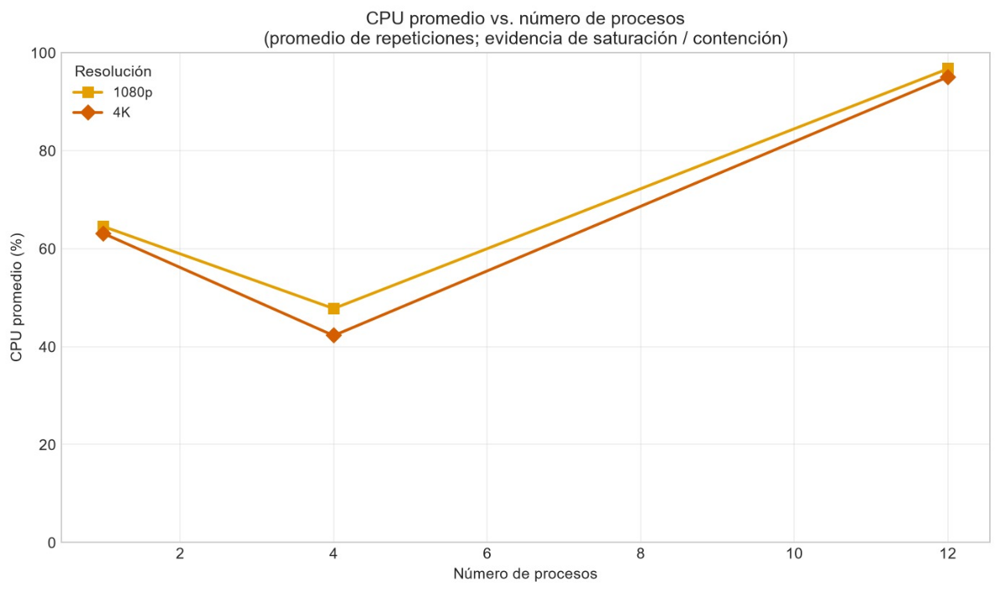 CPU promedio vs. número de procesos
(promedio de repeticiones; evidencia de saturación / contención)
Resolución
1080p
4K
CPU promedio (%)
100
80
60
40
20
0
2 4 6 8 10 12
Número de procesos